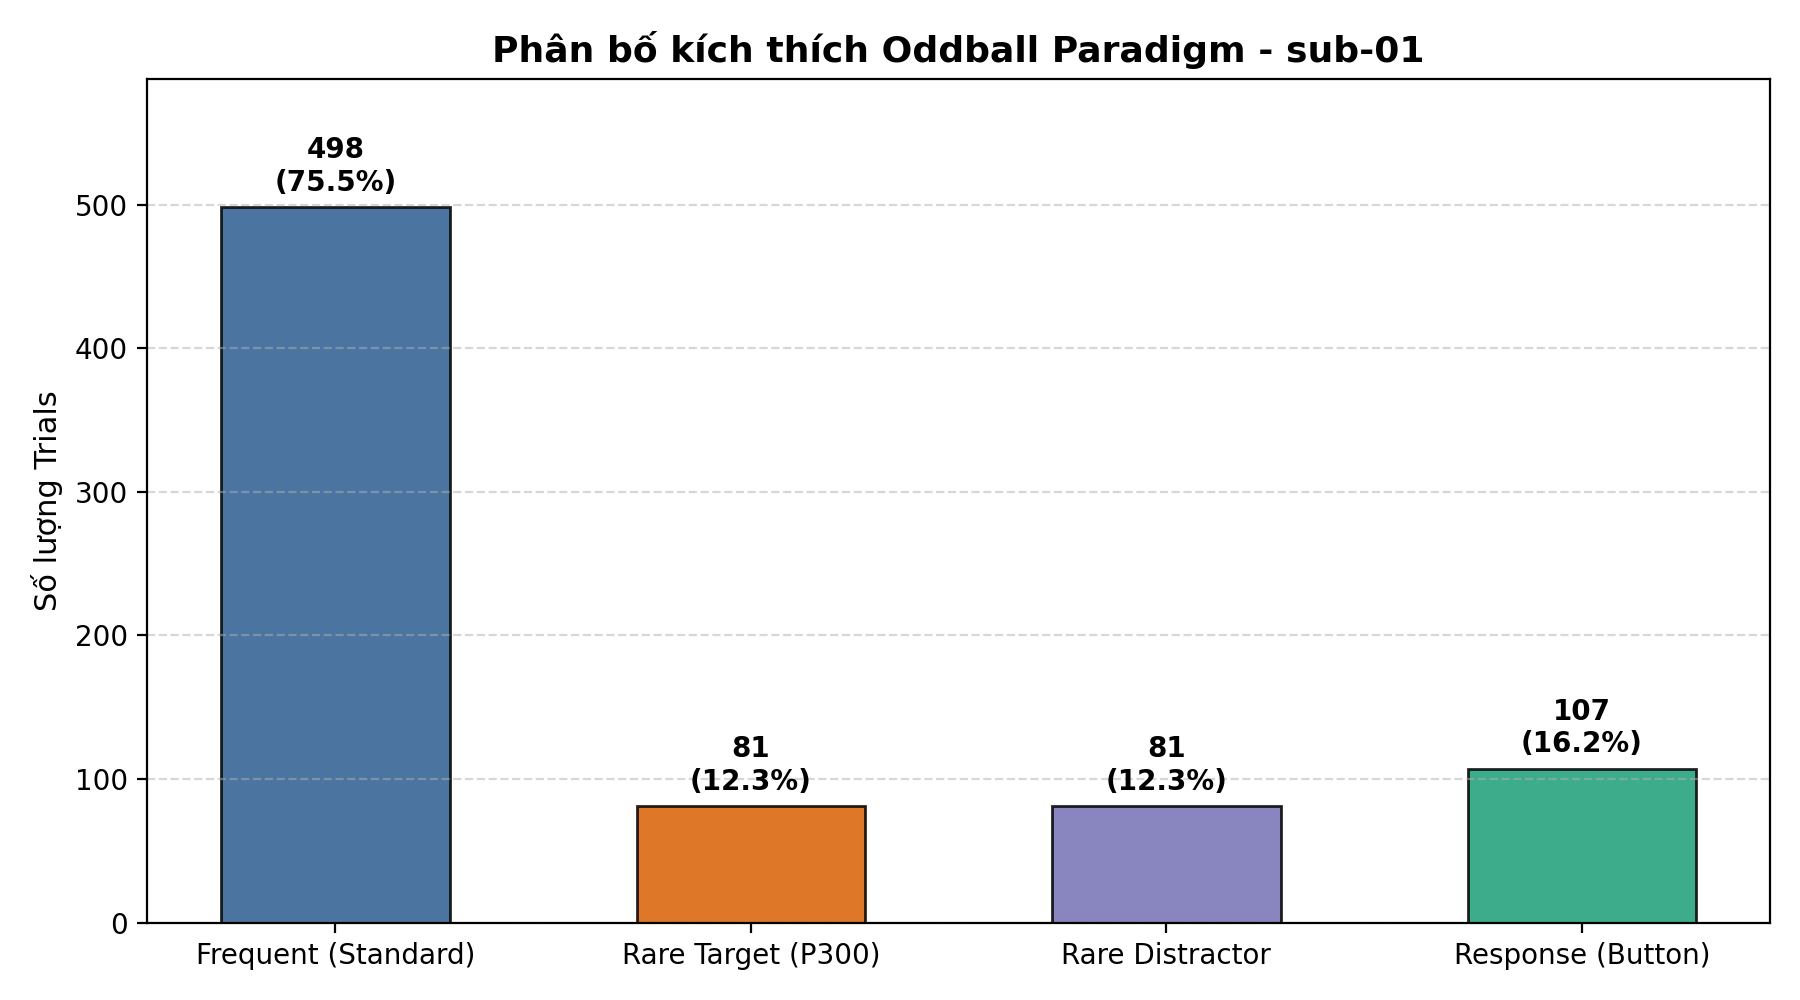 Phân bố kích thích Oddball Paradigm - sub-01
Số lượng Trials
500
400
300
200
100
0
498
(75.5%)
81
(12.3%)
81
(12.3%)
107
(16.2%)
Frequent (Standard)
Rare Target (P300)
Rare Distractor
Response (Button)